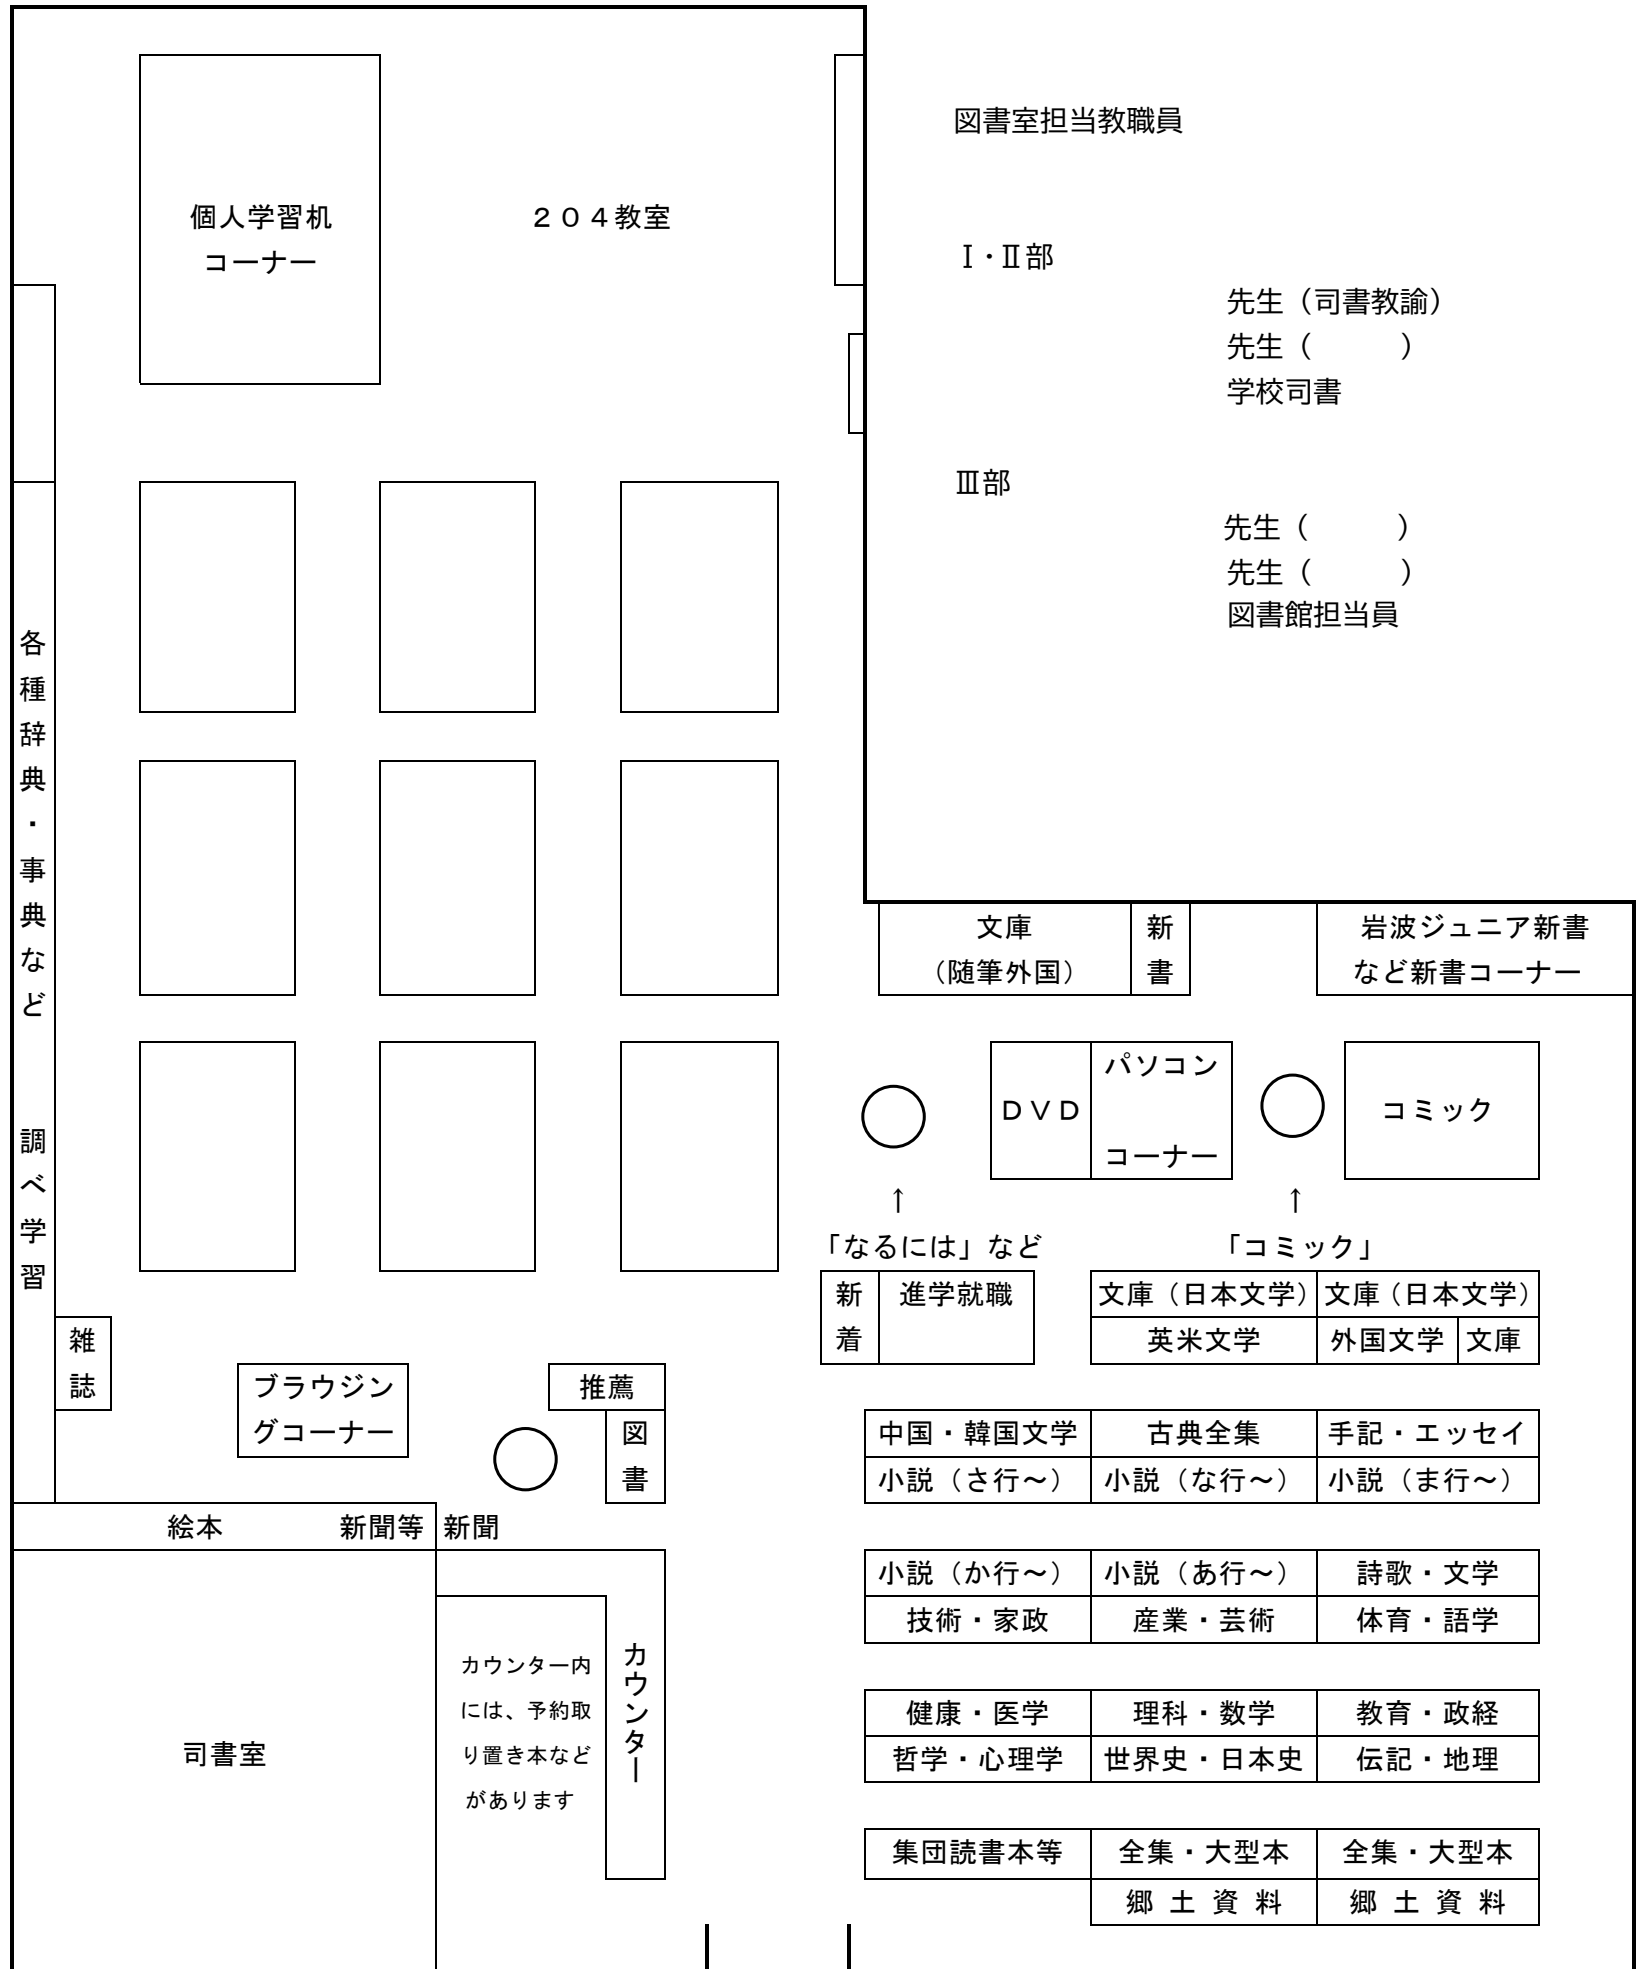 個人学習机
コーナー
２０４教室
図書室担当教職員
Ⅰ・Ⅱ部
先生（司書教諭）
先生（　　　）
学校司書
Ⅲ部
先生（　　　）
先生（　　　）
図書館担当員
各種辞典・事典など　調べ学習
文庫
（随筆外国）
新書
岩波ジュニア新書
など新書コーナー
ＤＶＤ
パソコン
コーナー
コミック
↑
↑
「なるには」など
「コミック」
新着
進学就職
文庫（日本文学）
文庫（日本文学）
英米文学
外国文学
文庫
雑誌
ブラウジン
グコーナー
推薦
図書
中国・韓国文学
古典全集
手記・エッセイ
小説（さ行～）
小説（な行～）
小説（ま行～）
絵本
新聞等
新聞
小説（か行～）
小説（あ行～）
詩歌・文学
技術・家政
産業・芸術
体育・語学
カウンター内
には、予約取
り置き本など
があります
カウンター
司書室
健康・医学
理科・数学
教育・政経
哲学・心理学
世界史・日本史
伝記・地理
集団読書本等
全集・大型本
全集・大型本
郷土資料
郷土資料